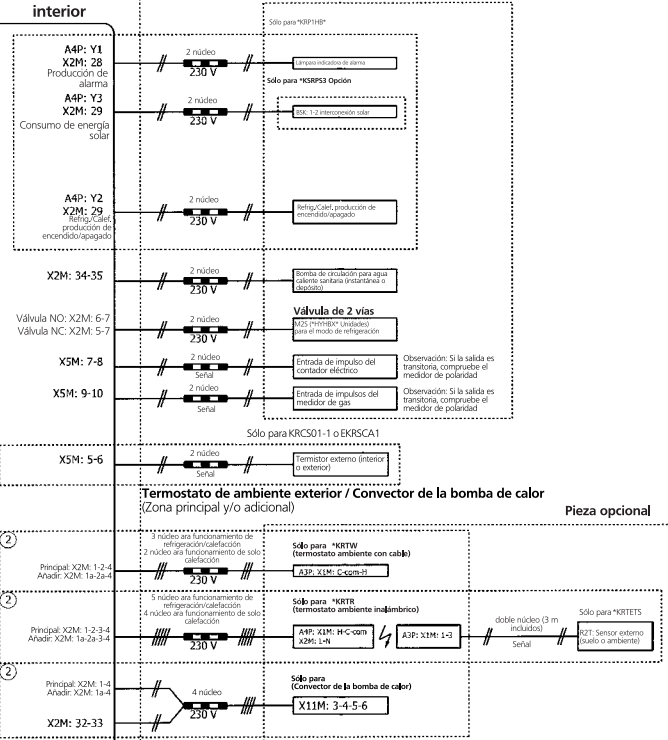 interior
Sólo para *KRP1HB*
A4P: Y1
X2M: 28
Producción de
alarma
2 núcleo
230 V
Lámpara indicadora de alarma
Sólo para *KSRPS3 Opción
A4P: Y3
X2M: 29
Consumo de energía
solar
2 núcleo
230 V
BSK: 1-2 interconexión solar
A4P: Y2
X2M: 29
Refrig./Calef.
producción de
encendido/apagado
2 núcleo
230 V
Refrig./Calef. producción de
encendido/apagado
X2M: 34-35
2 núcleo
230 V
Bomba de circulación para agua
caliente sanitaria (instantánea o
depósito)
Válvula de 2 vías
Válvula NO: X2M: 6-7
Válvula NC: X2M: 5-7
2 núcleo
230 V
M2S (*HYHBX* Unidades)
para el modo de refrigeración
X5M: 7-8
2 núcleo
Señal
Entrada de impulso del
contador eléctrico
Observación: Si la salida es
transitoria, compruebe el
medidor de polaridad
X5M: 9-10
2 núcleo
Señal
Entrada de impulsos del
medidor de gas
Observación: Si la salida es
transitoria, compruebe el
medidor de polaridad
Sólo para KRCS01-1 o EKRSCA1
X5M: 5-6
2 núcleo
Señal
Termistor externo (interior
o exterior)
Termostato de ambiente exterior / Convector de la bomba de calor
(Zona principal y/o adicional)
Pieza opcional
2
3 núcleo ara funcionamiento de
refrigeración/calefacción
2 núcleo ara funcionamiento de solo
calefacción
Principal: X2M: 1-2-4
Añadir: X2M: 1a-2a-4
230 V
Sólo para *KRTW
(termostato ambiente con cable)
A3P: X1M: C-com-H
2
5 núcleo ara funcionamiento de
refrigeración/calefacción
4 núcleo ara funcionamiento de solo
calefacción
Principal: X2M: 1-2-3-4
Añadir: X2M: 1a-2a-3-4
230 V
Sólo para *KRTR
(termostato ambiente inalámbrico)
A4P: X1M: H-C-com
X2M: L-N
A3P: X1M: 1-3
doble núcleo (3 m
incluidos)
Señal
Sólo para *KRTETS
R2T: Sensor externo
(suelo o ambiente)
2
Principal: X2M: 1-4
Añadir: X2M: 1a-4
X2M: 32-33
4 núcleo
230 V
Sólo para
(Convector de la bomba de calor)
X11M: 3-4-5-6